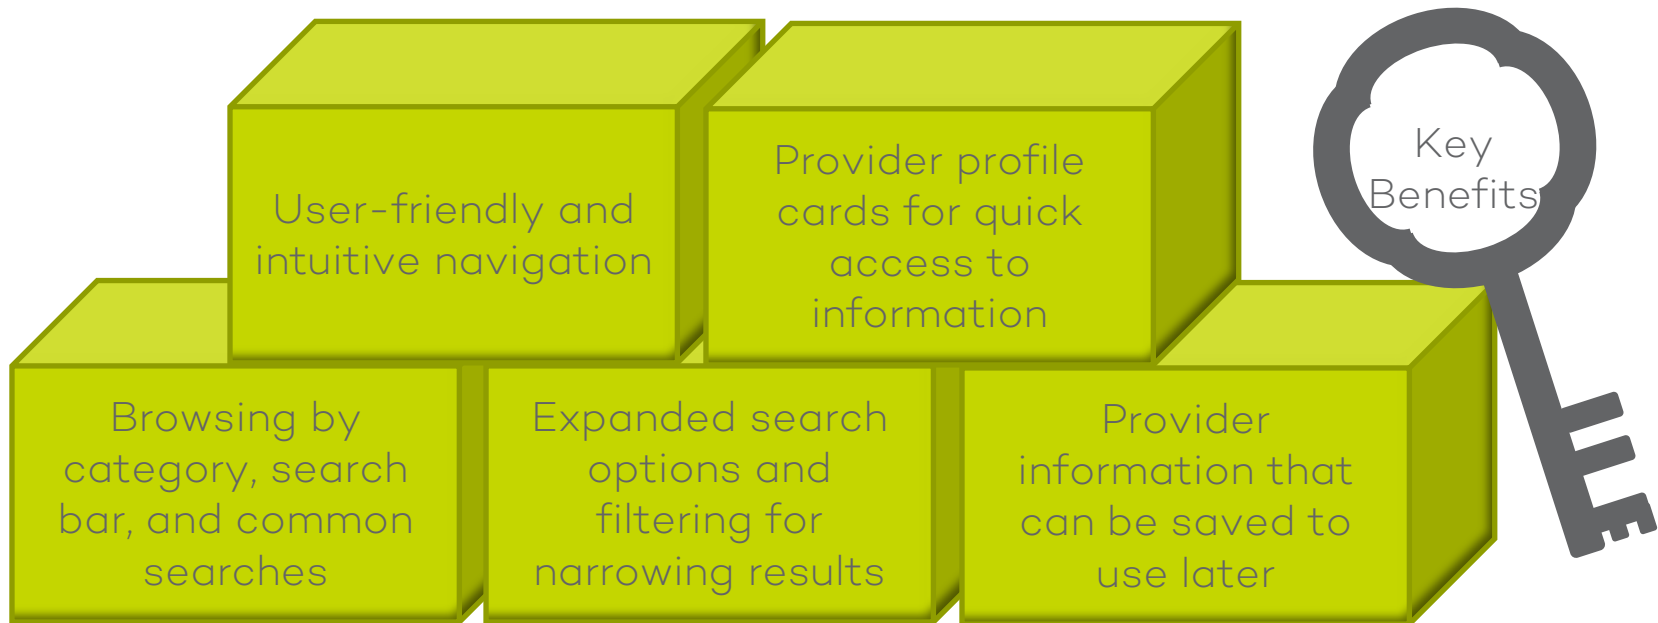 User-friendly and
intuitive navigation
Provider profile
cards for quick
access to
information
Key
Benefits
Browsing by
category, search
bar, and common
searches
Expanded search
options and
filtering for
narrowing results
Provider
information that
can be saved to
use later